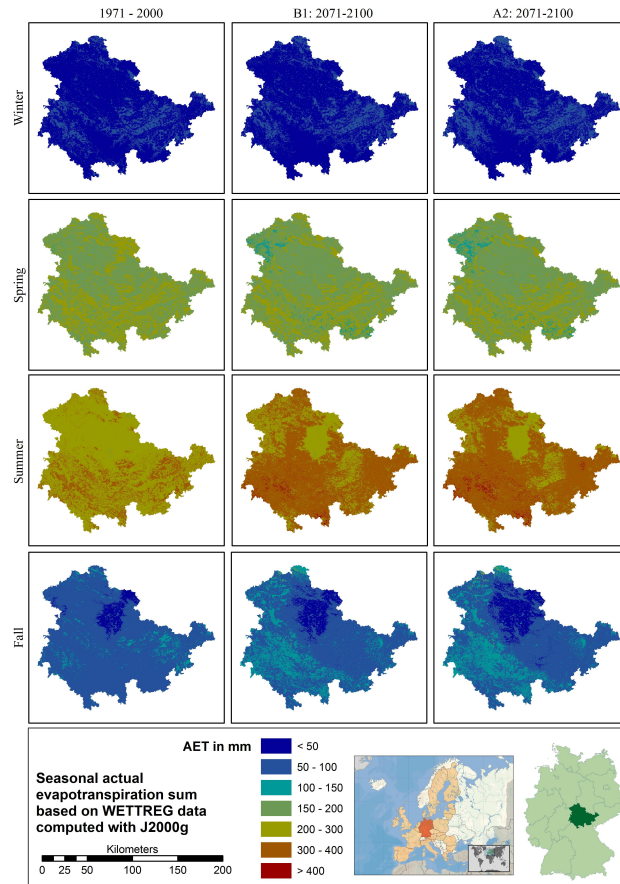 1971 - 2000
B1: 2071-2100
A2: 2071-2100
Winter
Spring
Summer
Fall
AET in mm
< 50
50 - 100
100 - 150
150 - 200
200 - 300
300 - 400
> 400
Seasonal actual
evapotranspiration sum
based on WETTREG data
computed with J2000g
Kilometers
0 25 50 100 150 200